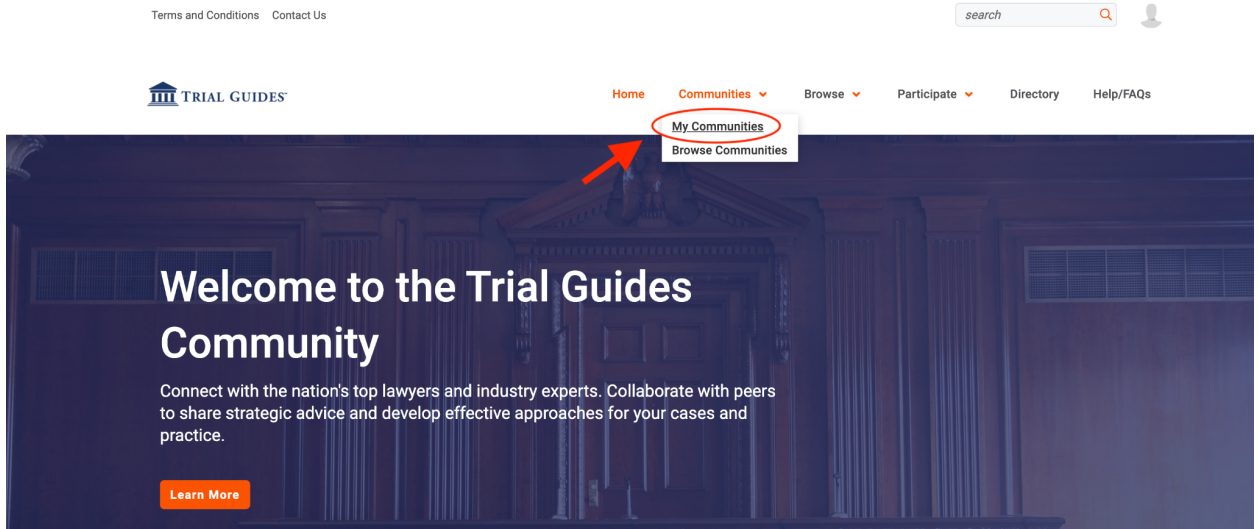 Terms and Conditions Contact Us
search
TRIAL GUIDES
Home Communities Browse Participate Directory Help/FAQs
My Communities
Browse Communities
Welcome to the Trial Guides
Community
Connect with the nation's top lawyers and industry experts. Collaborate with peers
to share strategic advice and develop effective approaches for your cases and
practice.
Learn More